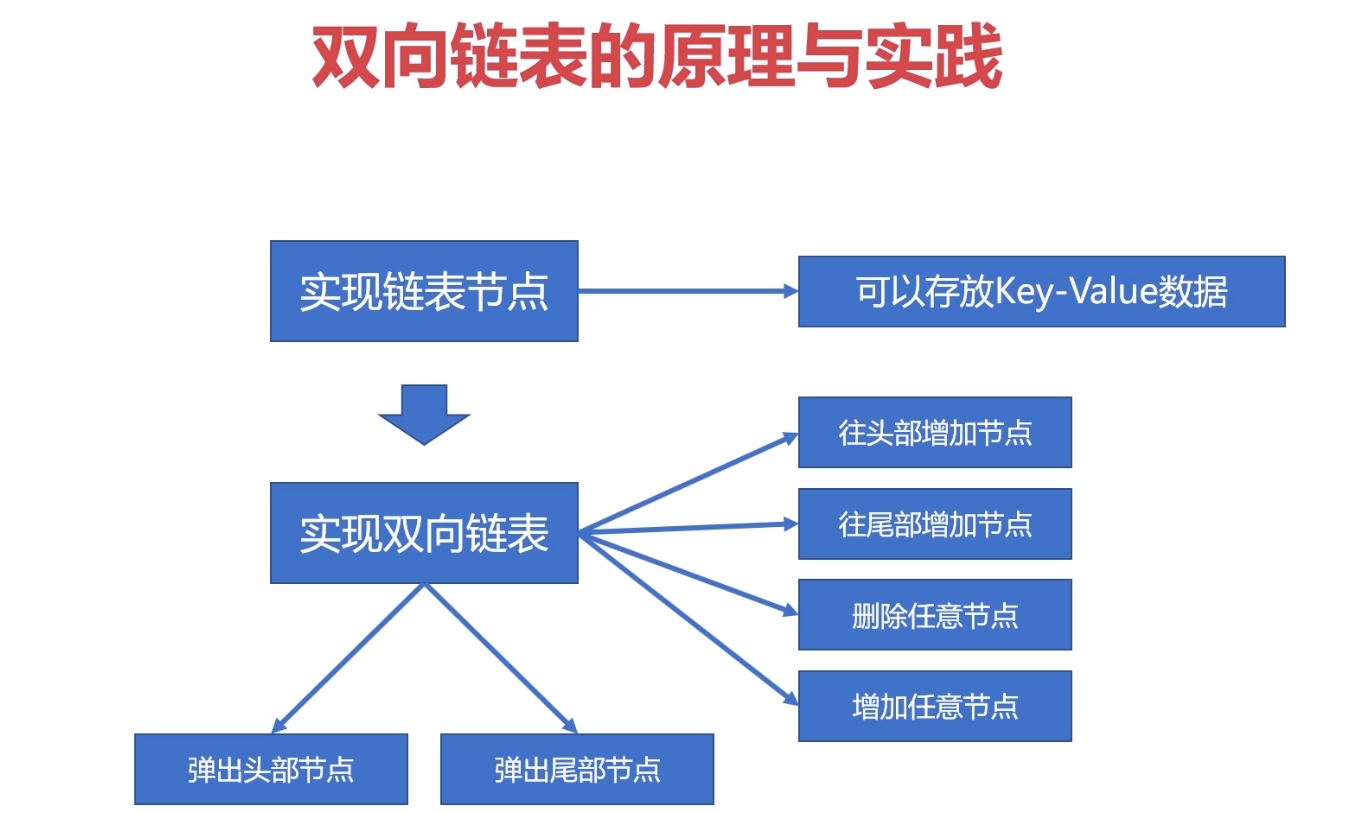 双向链表的原理与实践
实现链表节点
可以存放Key-Value数据
实现双向链表
往头部增加节点
往尾部增加节点
删除任意节点
增加任意节点
弹出头部节点
弹出尾部节点